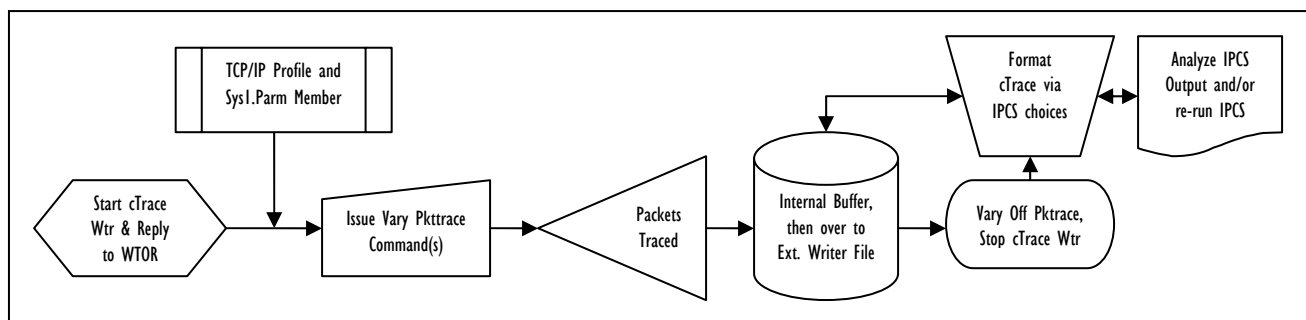 TCP/IP Profile and
Sys1.Parm Member
Start cTrace
Wtr & Reply
to WTOR
Issue Vary Pkttrace
Command(s)
Packets
Traced
Internal Buffer,
then over to
Ext. Writer File
Vary Off Pktrace,
Stop cTrace Wtr
Format
cTrace via
IPCS choices
Analyze IPCS
Output and/or
re-run IPCS